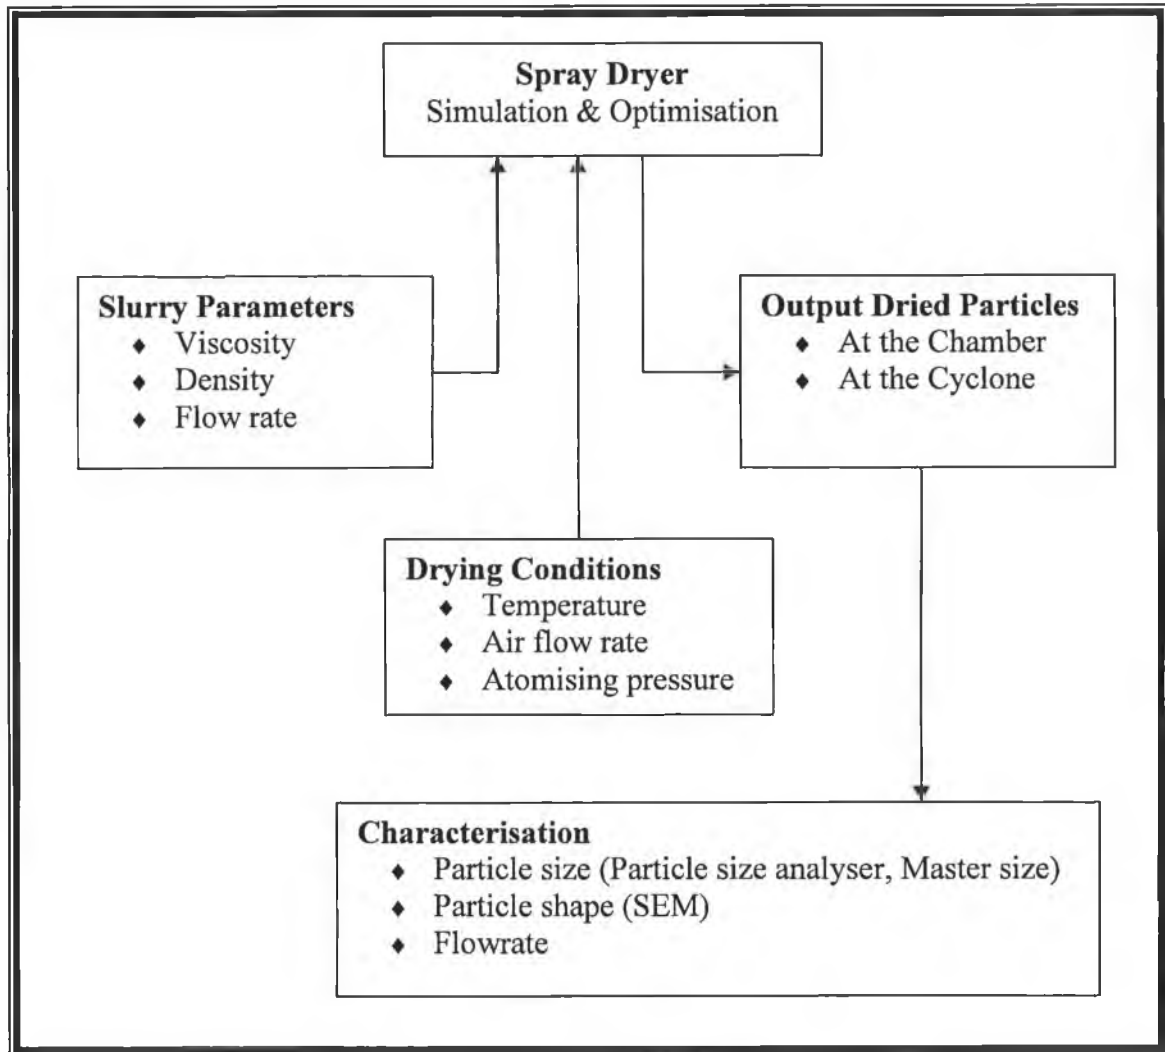 Spray Dryer
Simulation & Optimisation
Slurry Parameters
♦ Viscosity
♦ Density
♦ Flow rate
Output Dried Particles
♦ At the Chamber
♦ At the Cyclone
Drying Conditions
♦ Temperature
♦ Air flow rate
♦ Atomising pressure
Characterisation
♦ Particle size (Particle size analyser, Master size)
♦ Particle shape (SEM)
♦ Flowrate